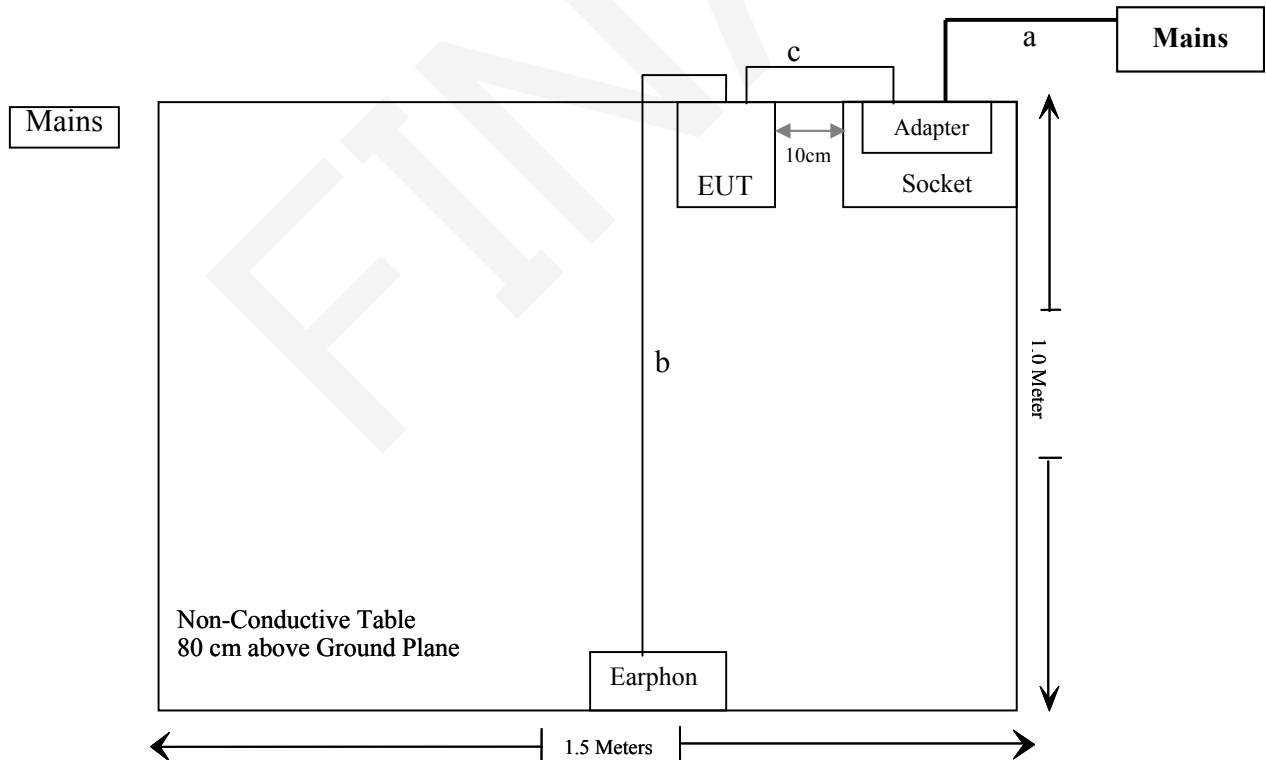 a
Mains
c
Mains
Adapter
10cm
EUT
Socket
1.0 Meter
b
Non-Conductive Table
80 cm above Ground Plane
Earphon
1.5 Meters
FINA